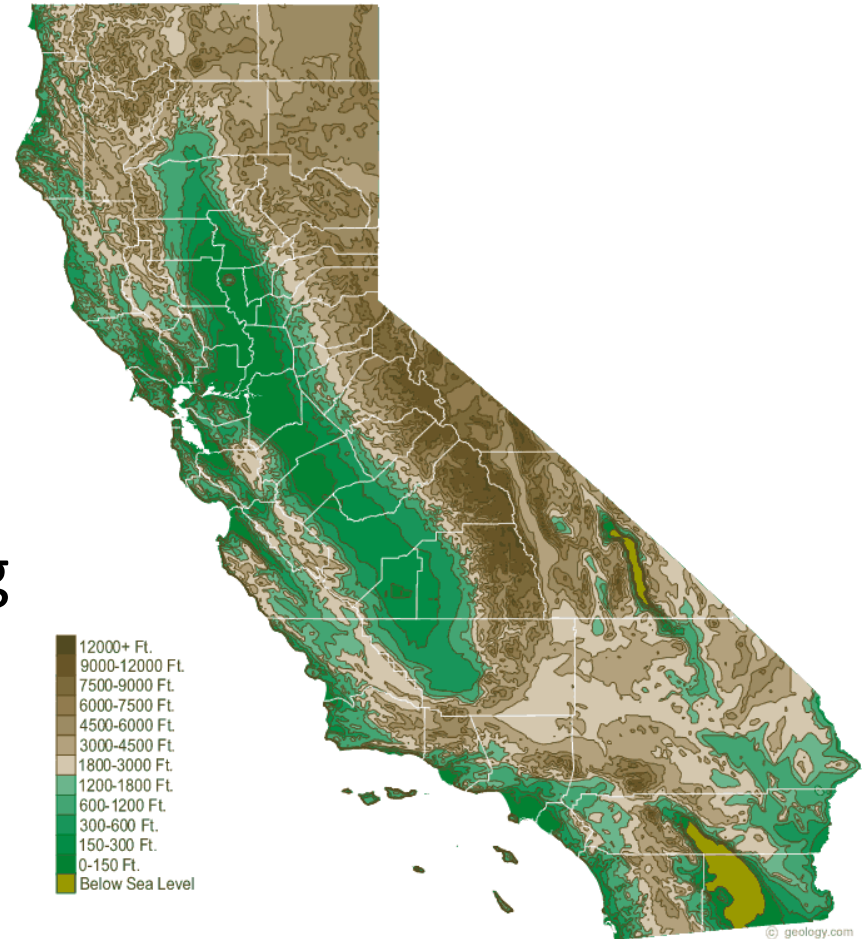 g
12000+ Ft.
9000-12000 Ft.
7500-9000 Ft.
6000-7500 Ft.
4500-6000 Ft.
3000-4500 Ft.
1800-3000 Ft.
1200-1800 Ft.
600-1200 Ft.
300-600 Ft.
150-300 Ft.
0-150 Ft.
Below Sea Level
© geology.com